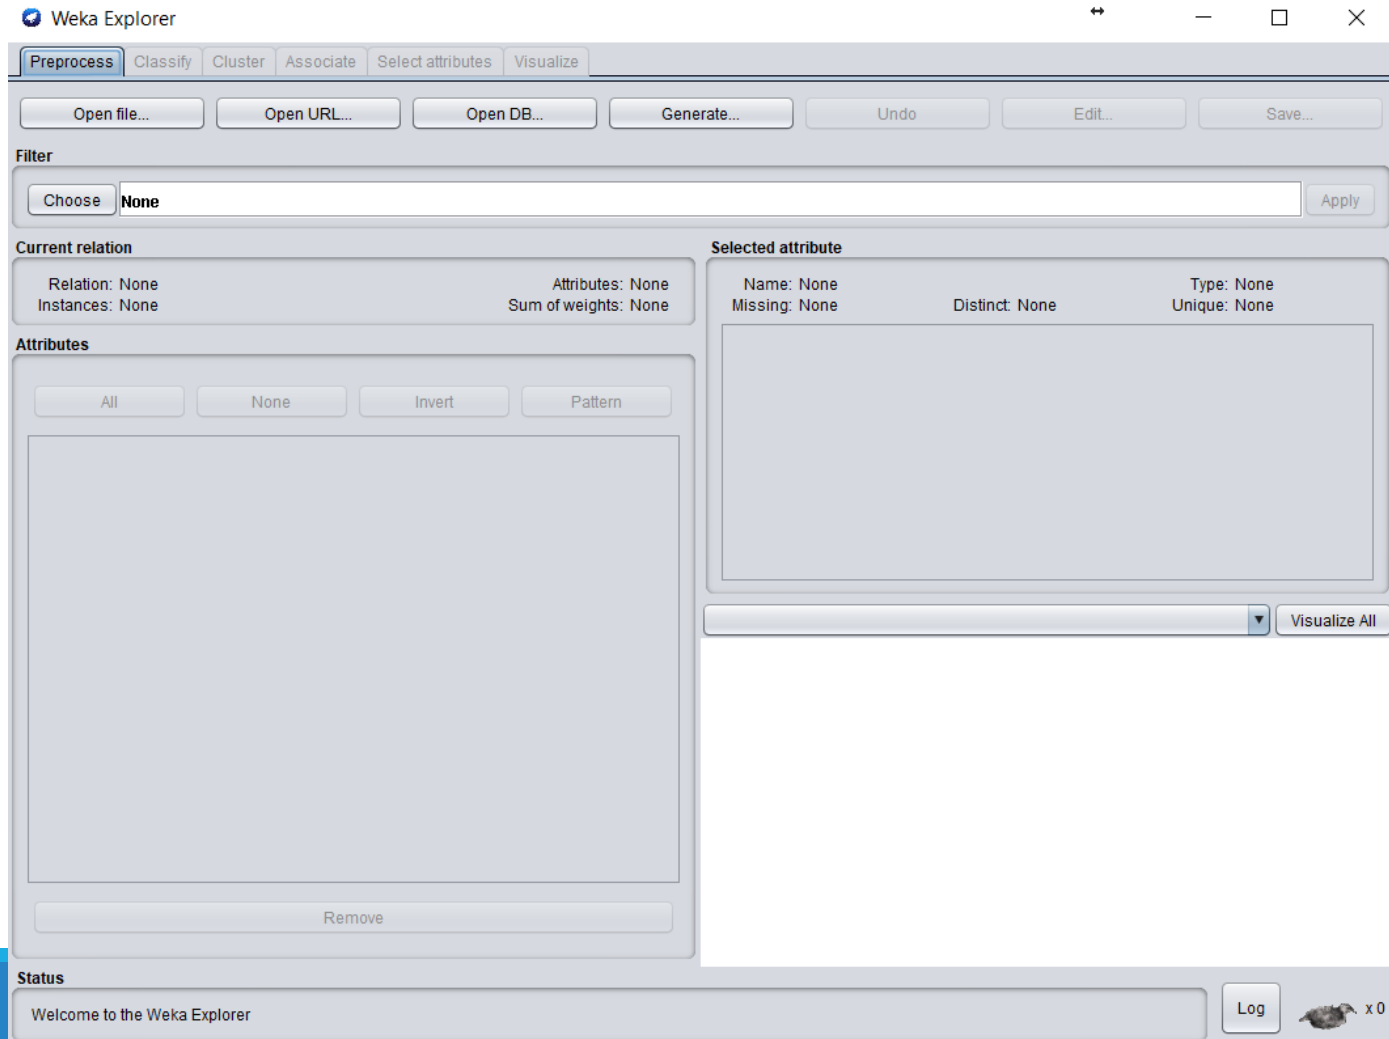 Weka Explorer
Preprocess Classify Cluster Associate Select attributes Visualize
Open file... Open URL... Open DB... Generate... Undo Edit... Save...
Filter
Choose None Apply
Current relation
Relation: None Attributes: None
Instances: None Sum of weights: None
Attributes
All None Invert Pattern
Remove
Selected attribute
Name: None Type: None
Missing: None Distinct: None Unique: None
Visualize All
Status
Welcome to the Weka Explorer
Log x 0